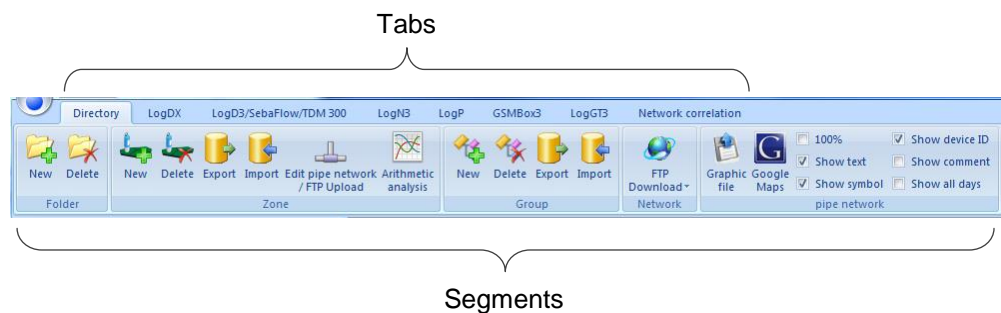 Tabs
Directory LogDX LogD3/SebaFlow/TDM 300 LogN3 LogP GSMBox3 LogGT3 Network correlation
New Delete New Delete Export Import Edit pipe network / FTP Upload Arithmetic analysis New Delete Export Import FTP Download Graphic file Google Maps 100% Show device ID
Show text Show comment
Show symbol Show all days
Folder Zone Group Network pipe network
Segments